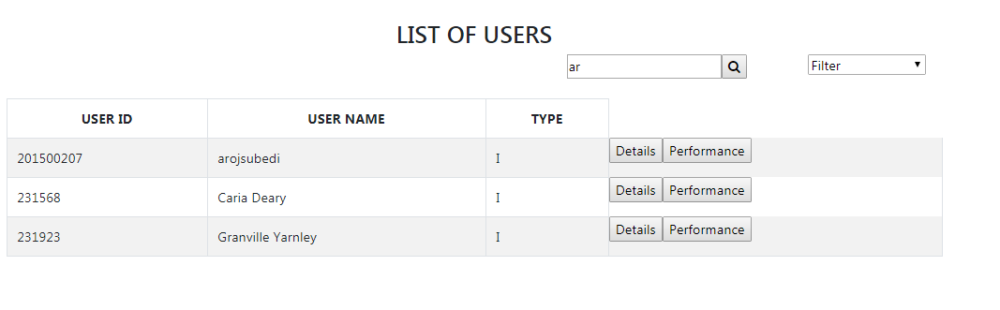 LIST OF USERS
ar Filter
USER ID USER NAME TYPE
201500207 arojsubedi I Details Performance
231568 Caria Deary I Details Performance
231923 Granville Yarnley I Details Performance